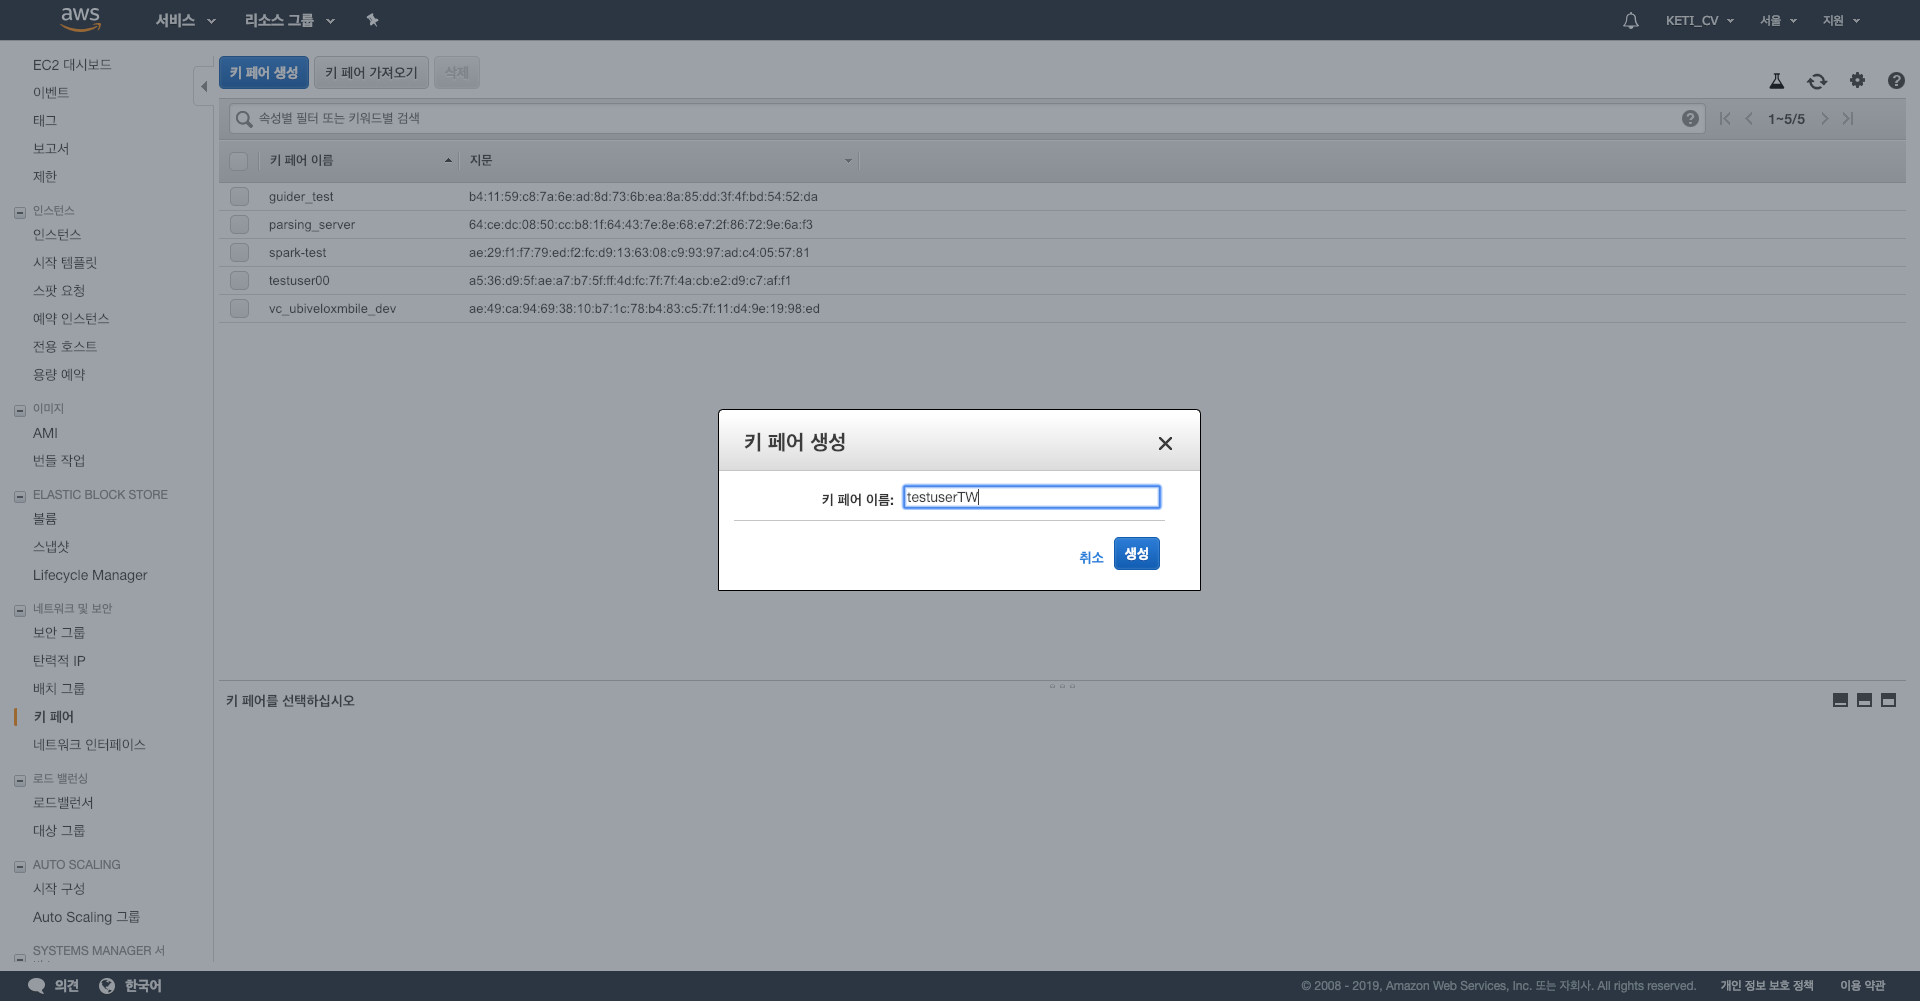 aws 서비스 리소스 그룹 KETI_CV 서울 지원
EC2 대시보드
이벤트
태그
보고서
제한
인스턴스
인스턴스
시작 템플릿
스팟 요청
예약 인스턴스
전용 호스트
용량 예약
이미지
AMI
번들 작업
ELASTIC BLOCK STORE
볼륨
스냅샷
Lifecycle Manager
네트워크 및 보안
보안 그룹
탄력적 IP
배치 그룹
키 페어
네트워크 인터페이스
로드 밸런싱
로드밸런서
대상 그룹
AUTO SCALING
시작 구성
Auto Scaling 그룹
SYSTEMS MANAGER 서
키 페어 생성 키 페어 가져오기 삭제
속성별 필터 또는 키워드별 검색 1~5/5
키 페어 이름 지문
guider_test b4:11:59:c8:7a:6e:ad:8d:73:6b:ea:8a:85:dd:3f:4f:bd:54:52:da
parsing_server 64:ce:dc:08:50:cc:b8:1f:64:43:7e:8e:68:e7:2f:86:72:9e:6a:f3
spark-test ae:29:f1:f7:79:ed:f2:fc:d9:13:63:08:c9:93:97:ad:c4:05:57:81
testuser00 a5:36:d9:5f:ae:a7:b7:5f:ff:4d:fc:7f:7f:4a:cb:e2:d9:c7:af:f1
vc_ubiveloxmbile_dev ae:49:ca:94:69:38:10:b7:1c:78:b4:83:c5:7f:11:d4:9e:19:98:ed
키 페어 생성
키 페어 이름: testuserTW
취소 생성
키 페어를 선택하십시오
의견 한국어 © 2008 - 2019, Amazon Web Services, Inc. 또는 자회사. All rights reserved. 개인 정보 보호 정책 이용 약관